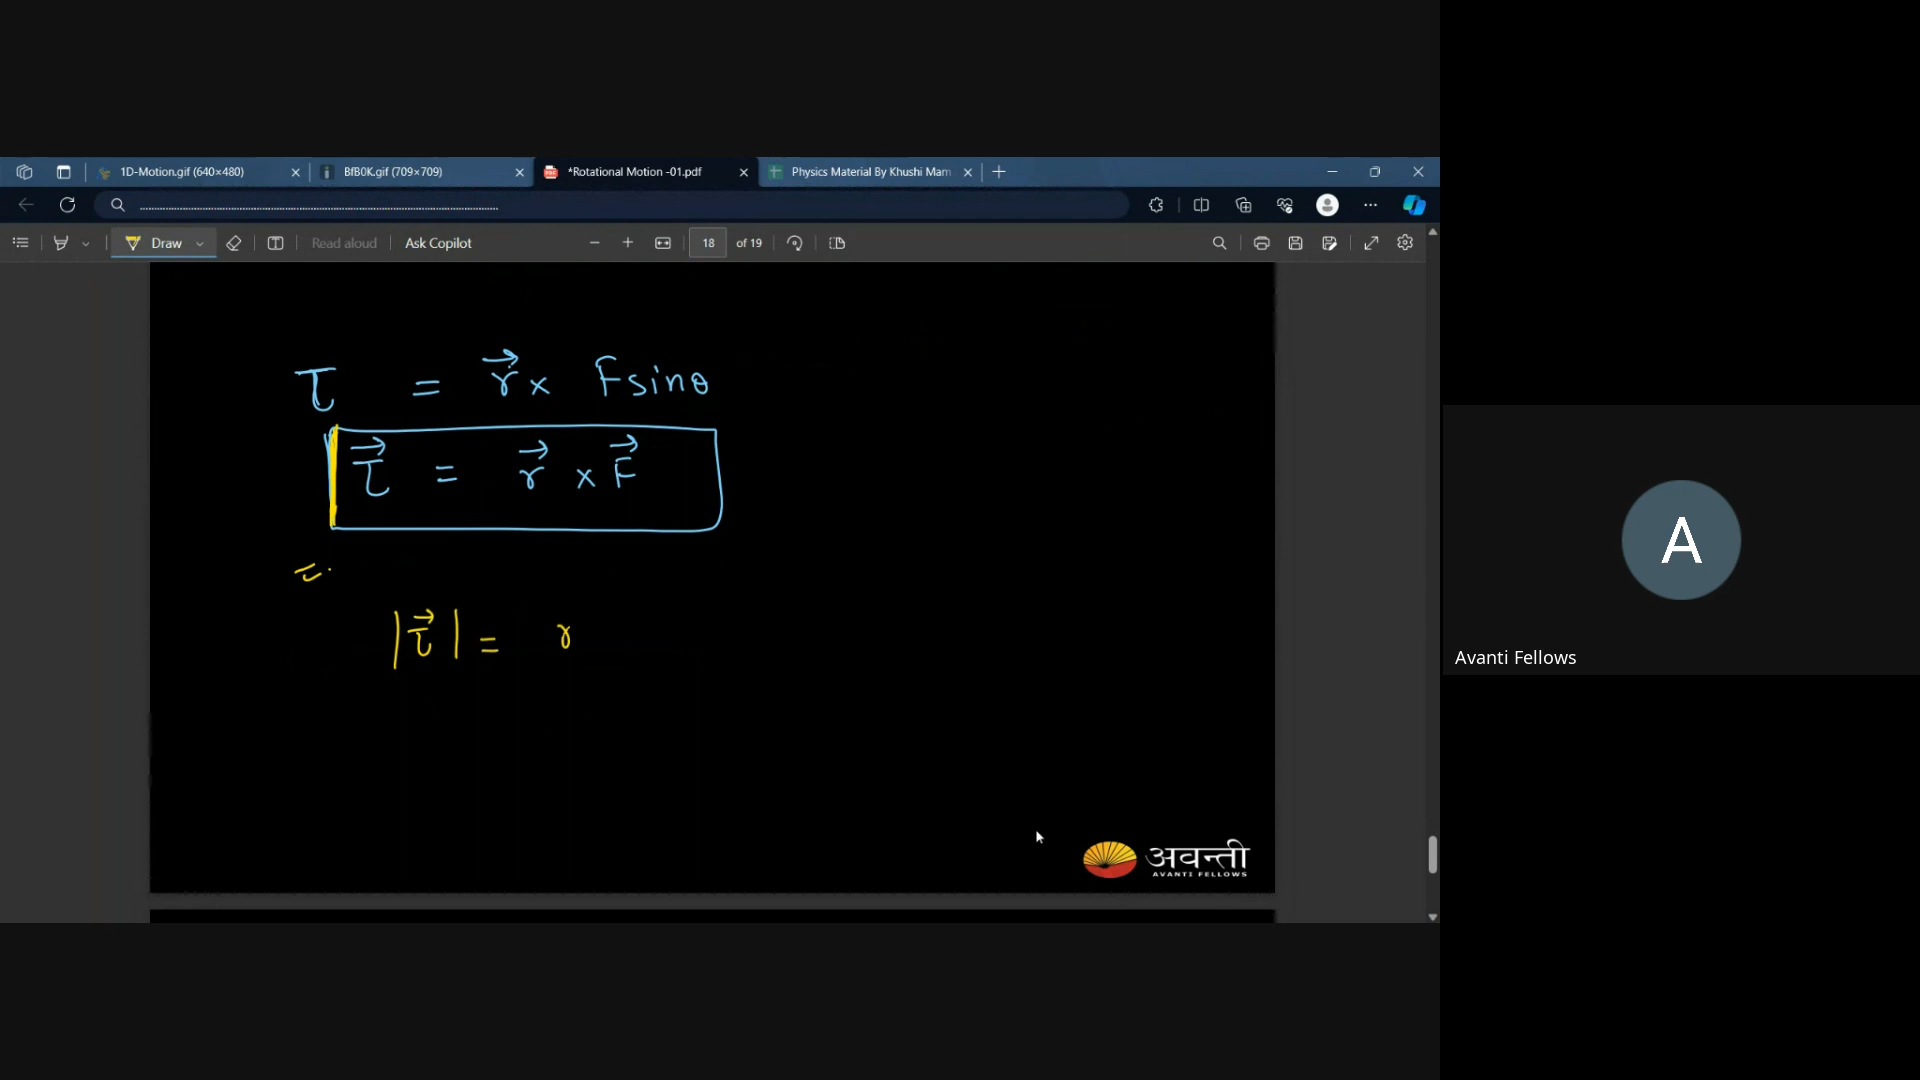 1D-Motion.gif (640×480)
BfB0K.gif (709×709)
*Rotational Motion -01.pdf
Physics Material By Khushi Mam
Draw
Read aloud
Ask Copilot
18 of 19
τ = r⃗ × Fsinθ
τ⃗ = r⃗ × F⃗
|τ⃗| = r
अवन्ती
AVANTI FELLOWS
A
Avanti Fellows